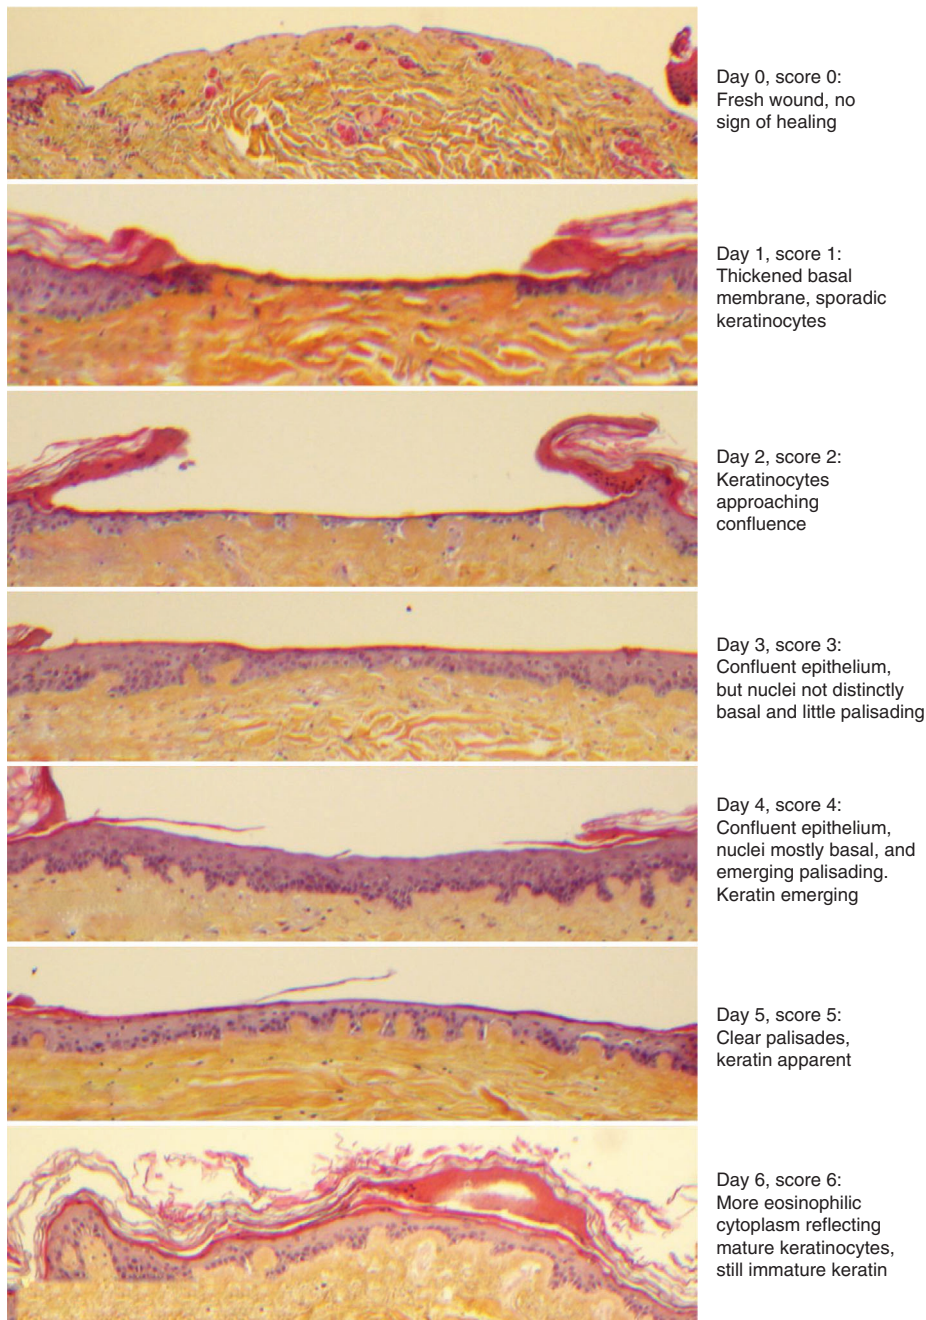 Day 0, score 0:
Fresh wound, no
sign of healing
Day 1, score 1:
Thickened basal
membrane, sporadic
keratinocytes
Day 2, score 2:
Keratinocytes
approaching
confluence
Day 3, score 3:
Confluent epithelium,
but nuclei not distinctly
basal and little palisading
Day 4, score 4:
Confluent epithelium,
nuclei mostly basal, and
emerging palisading.
Keratin emerging
Day 5, score 5:
Clear palisades,
keratin apparent
Day 6, score 6:
More eosinophilic
cytoplasm reflecting
mature keratinocytes,
still immature keratin